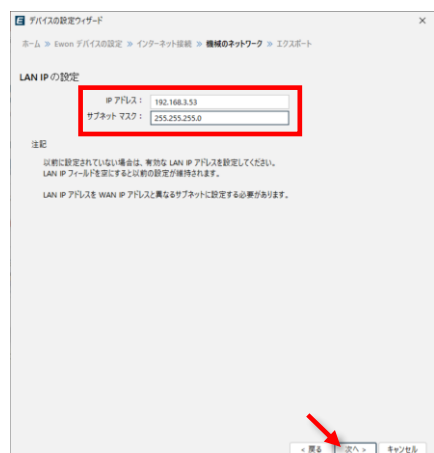 デバイスの設定ウィザード
ホーム » Ewon デバイスの設定 » インターネット接続 » 機械のネットワーク » エクスポート
LAN IP の設定
IP アドレス： 192.168.3.53
サブネット マスク： 255.255.255.0
注記
以前に設定されていない場合は、有効な LAN IP アドレスを設定してください。
LAN IP フィールドを空にすると以前の設定が維持されます。
LAN IP アドレスを WAN IP アドレスと異なるサブネットに設定する必要があります。
< 戻る 次へ > キャンセル